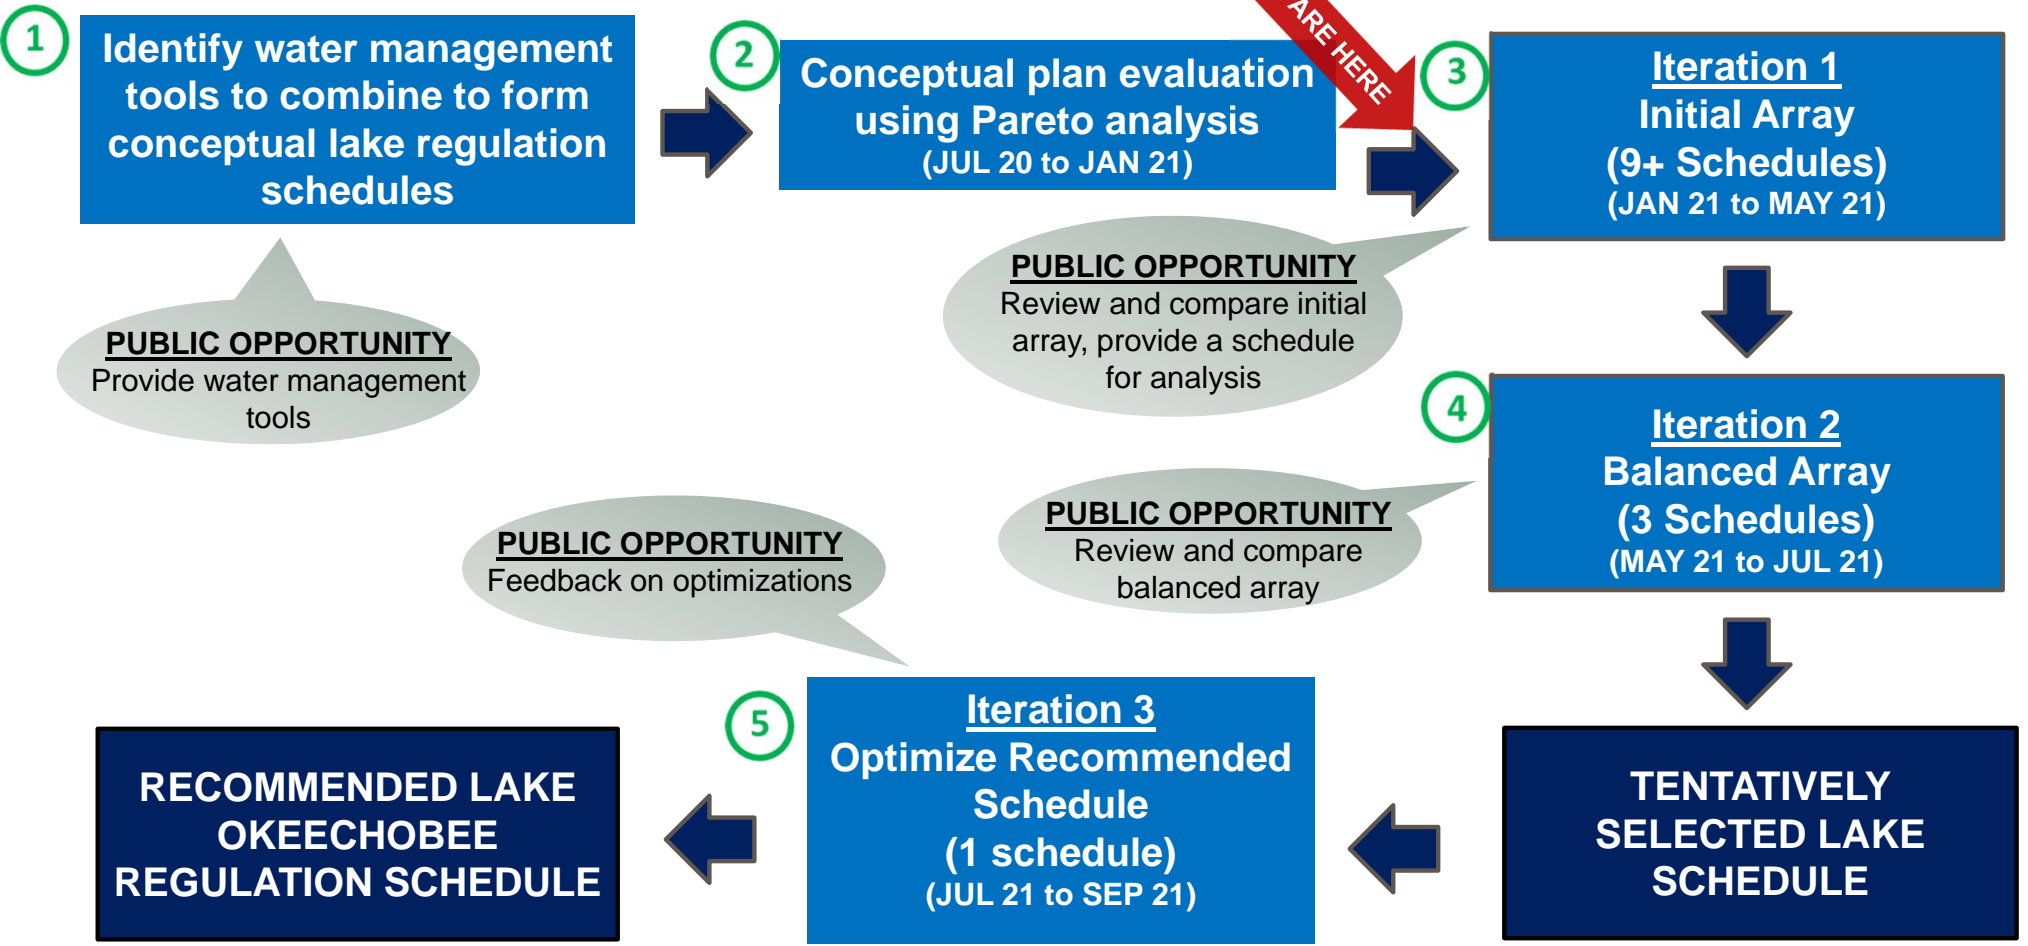 1
Identify water management
tools to combine to form
conceptual lake regulation
schedules
PUBLIC OPPORTUNITY
Provide water management
tools
2
Conceptual plan evaluation
using Pareto analysis
(JUL 20 to JAN 21)
ARE HERE
3
Iteration 1
Initial Array
(9+ Schedules)
(JAN 21 to MAY 21)
PUBLIC OPPORTUNITY
Review and compare initial
array, provide a schedule
for analysis
4
Iteration 2
Balanced Array
(3 Schedules)
(MAY 21 to JUL 21)
PUBLIC OPPORTUNITY
Review and compare
balanced array
TENTATIVELY
SELECTED LAKE
SCHEDULE
5
Iteration 3
Optimize Recommended
Schedule
(1 schedule)
(JUL 21 to SEP 21)
PUBLIC OPPORTUNITY
Feedback on optimizations
RECOMMENDED LAKE
OKEECHOBEE
REGULATION SCHEDULE